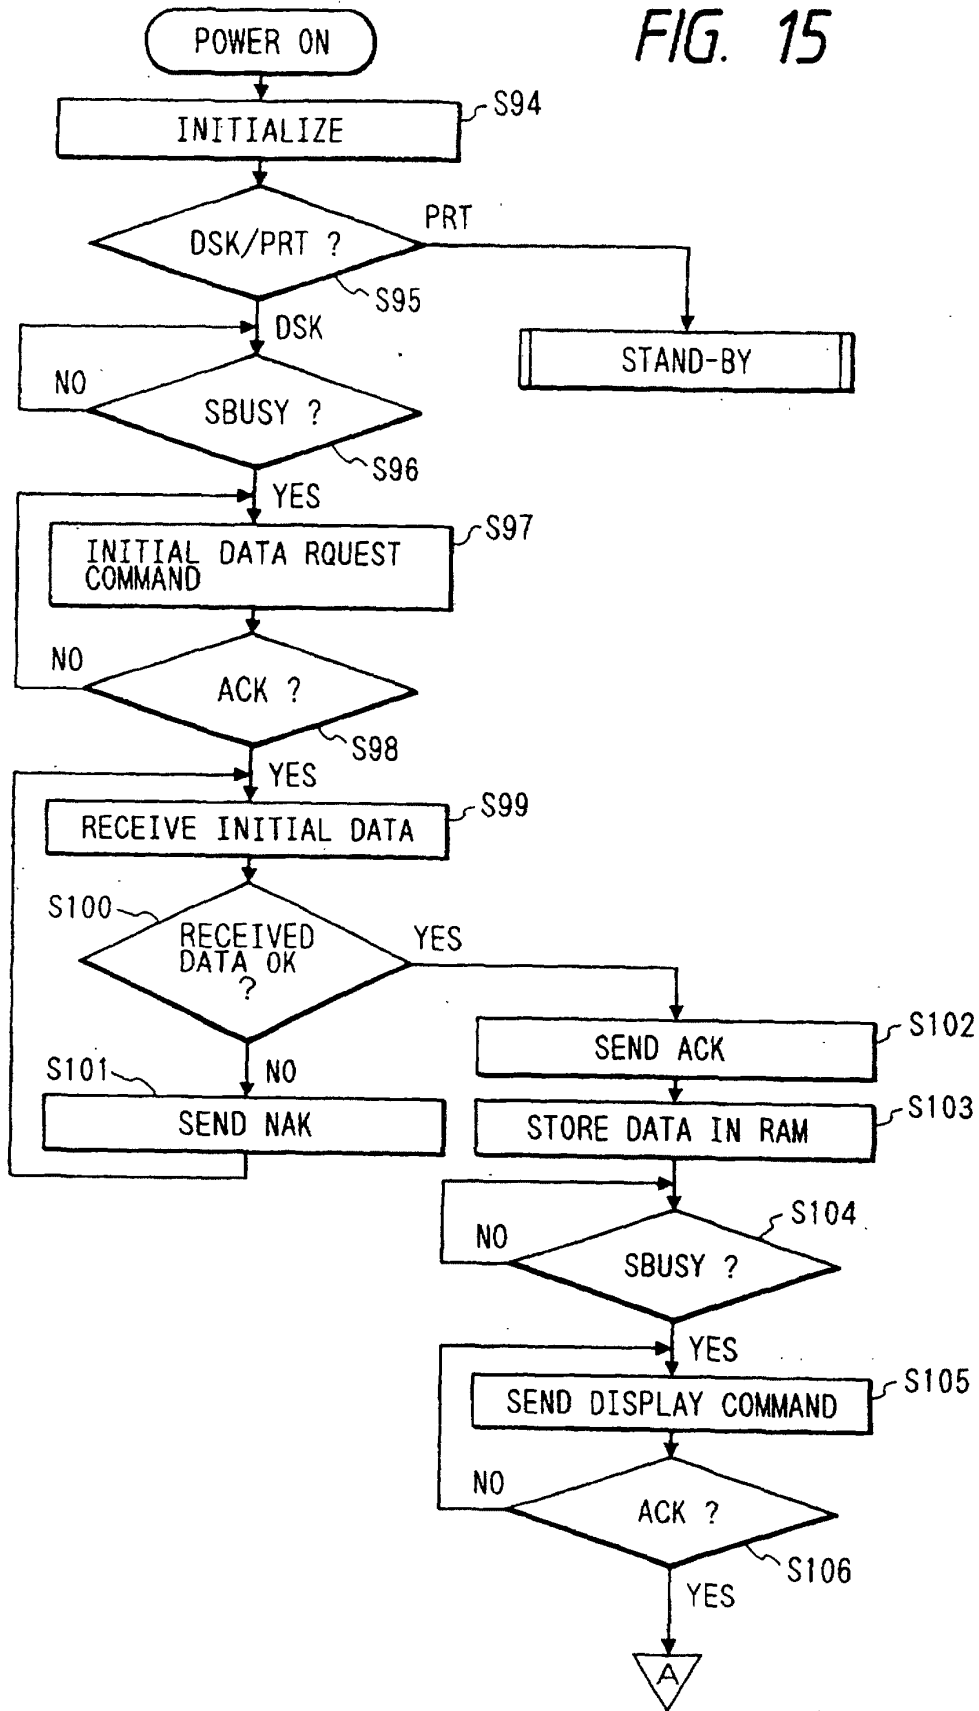 FIG. 15
POWER ON
INITIALIZE
S94
DSK/PRT ?
PRT
S95
STAND-BY
DSK
SBUSY ?
NO
S96
YES
INITIAL DATA RQUEST
COMMAND
S97
ACK ?
NO
S98
YES
RECEIVE INITIAL DATA
S99
S100
RECEIVED
DATA OK
?
YES
NO
S101
SEND NAK
SEND ACK
S102
STORE DATA IN RAM
S103
SBUSY ?
NO
S104
YES
SEND DISPLAY COMMAND
S105
ACK ?
NO
S106
YES
A